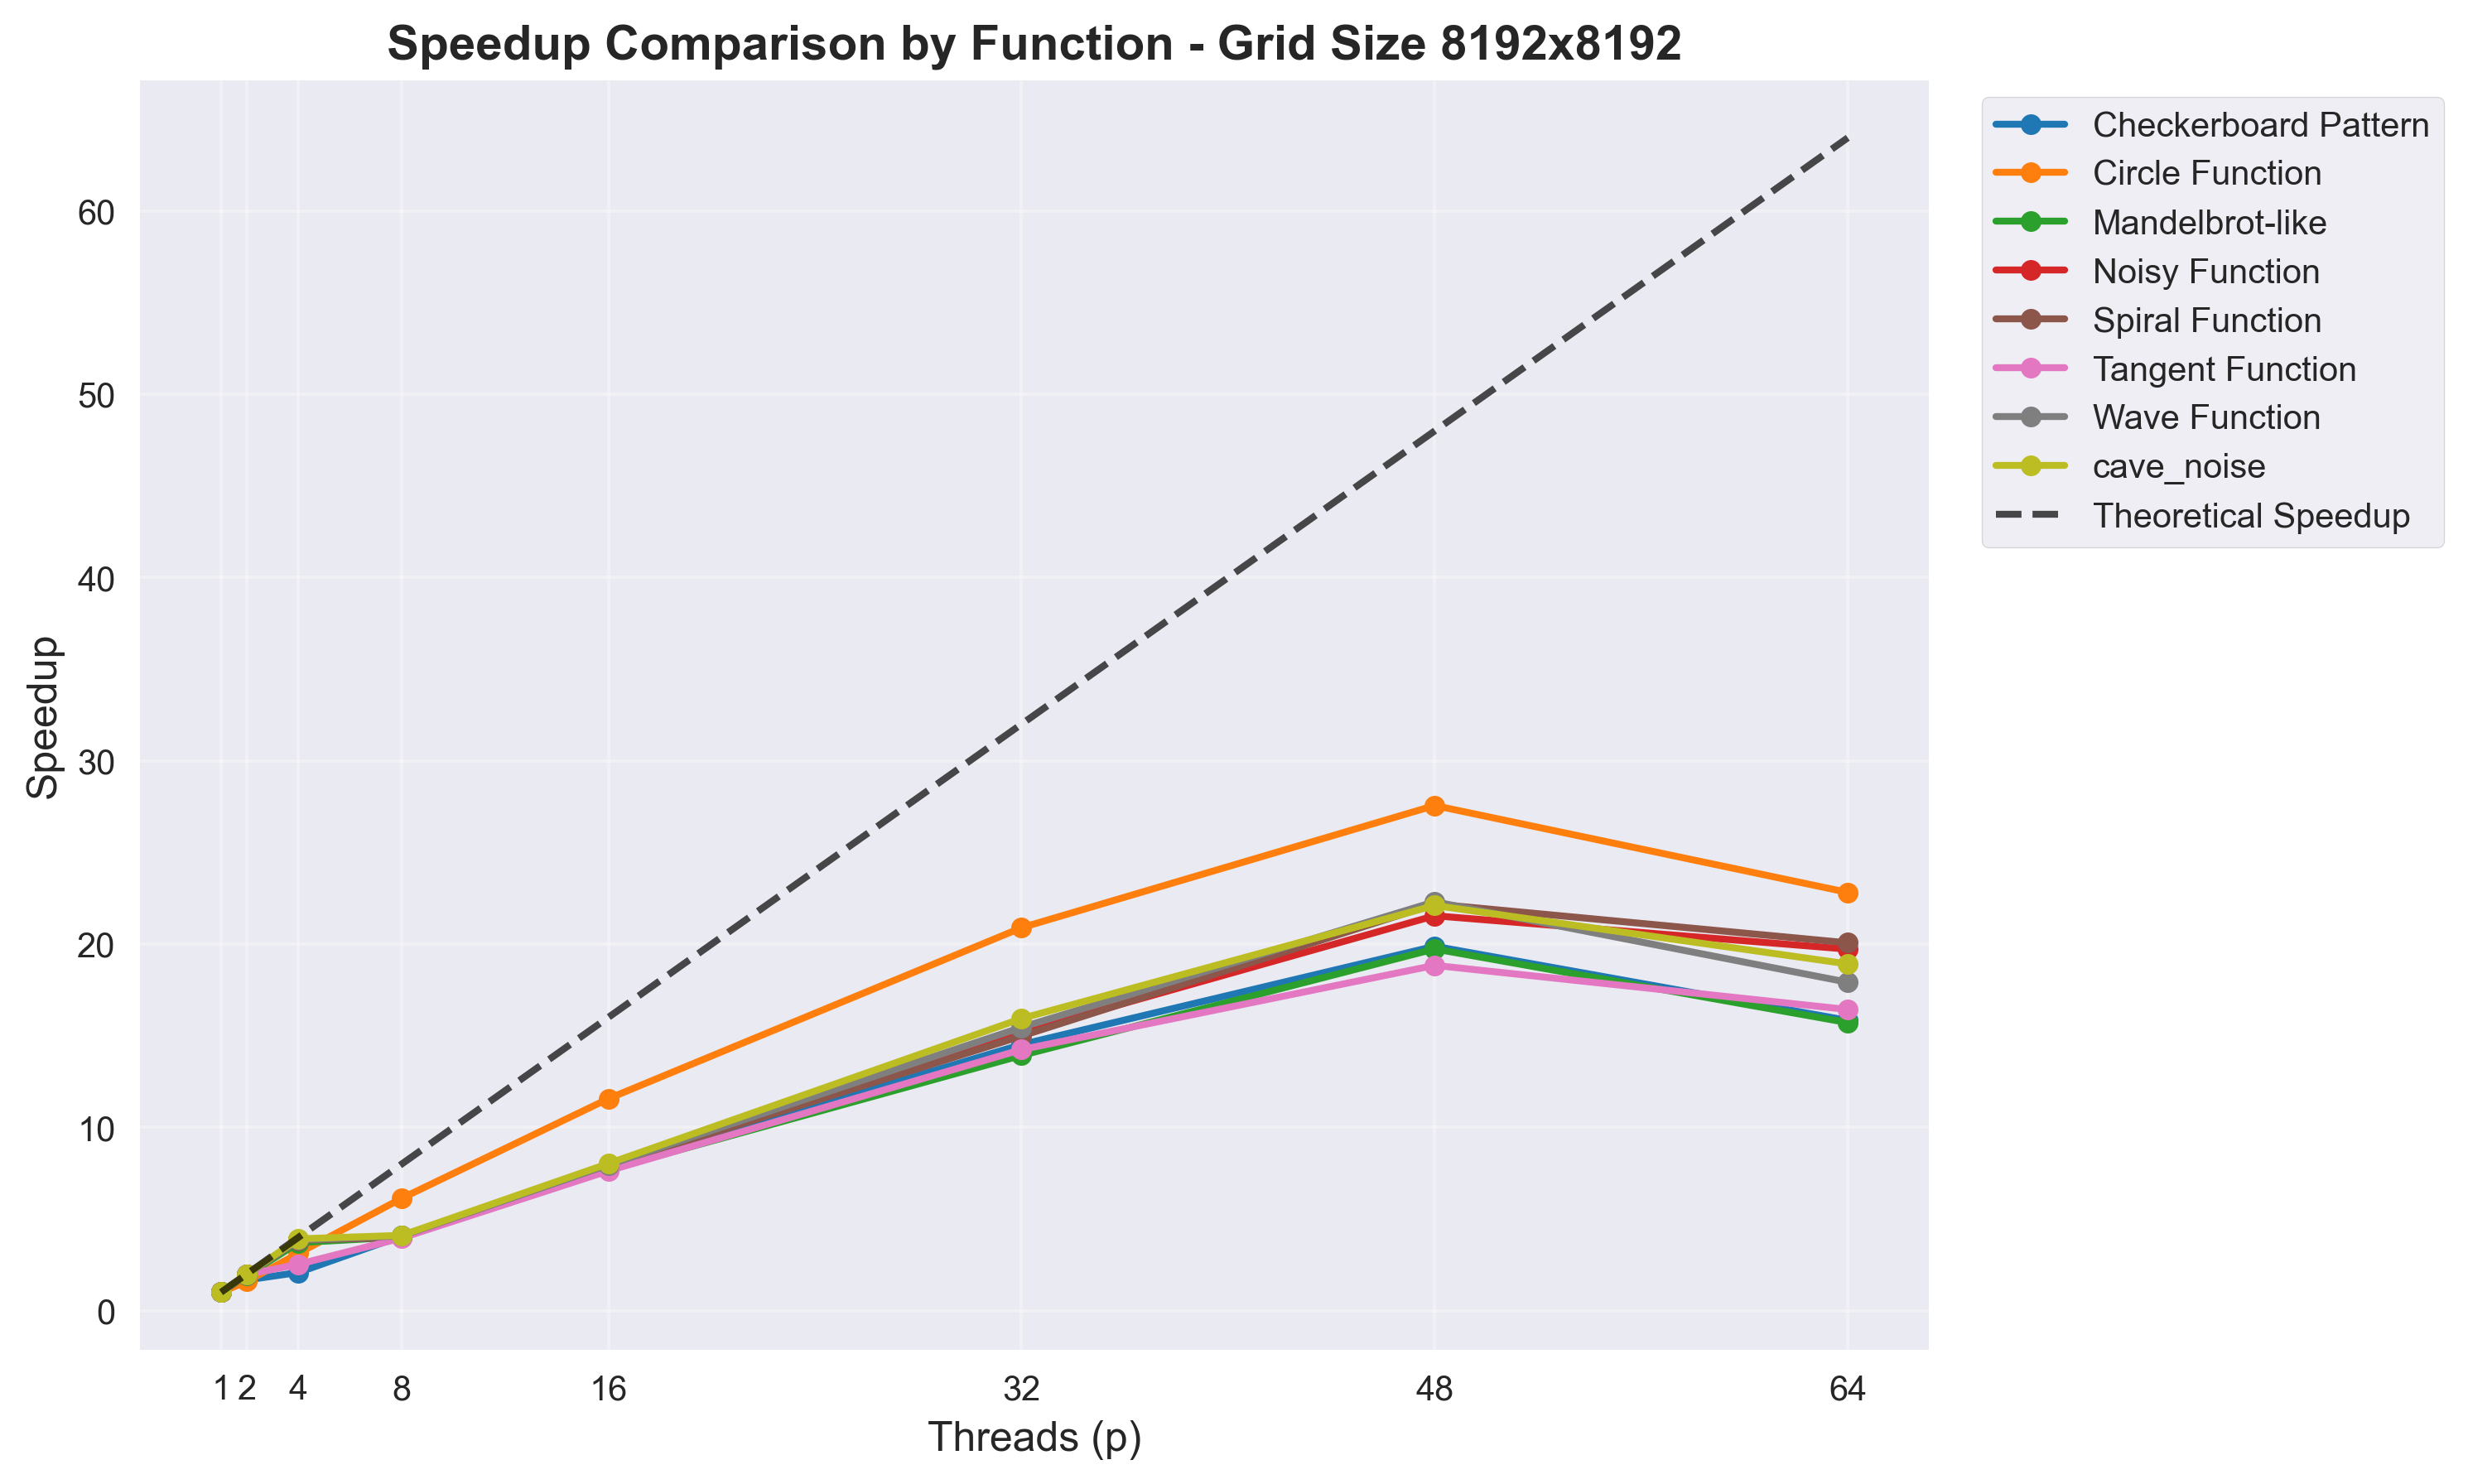 Speedup Comparison by Function - Grid Size 8192x8192
Speedup
60
50
40
30
20
10
0
1 2 4 8 16 32 48 64
Threads (p)
Checkerboard Pattern
Circle Function
Mandelbrot-like
Noisy Function
Spiral Function
Tangent Function
Wave Function
cave_noise
Theoretical Speedup